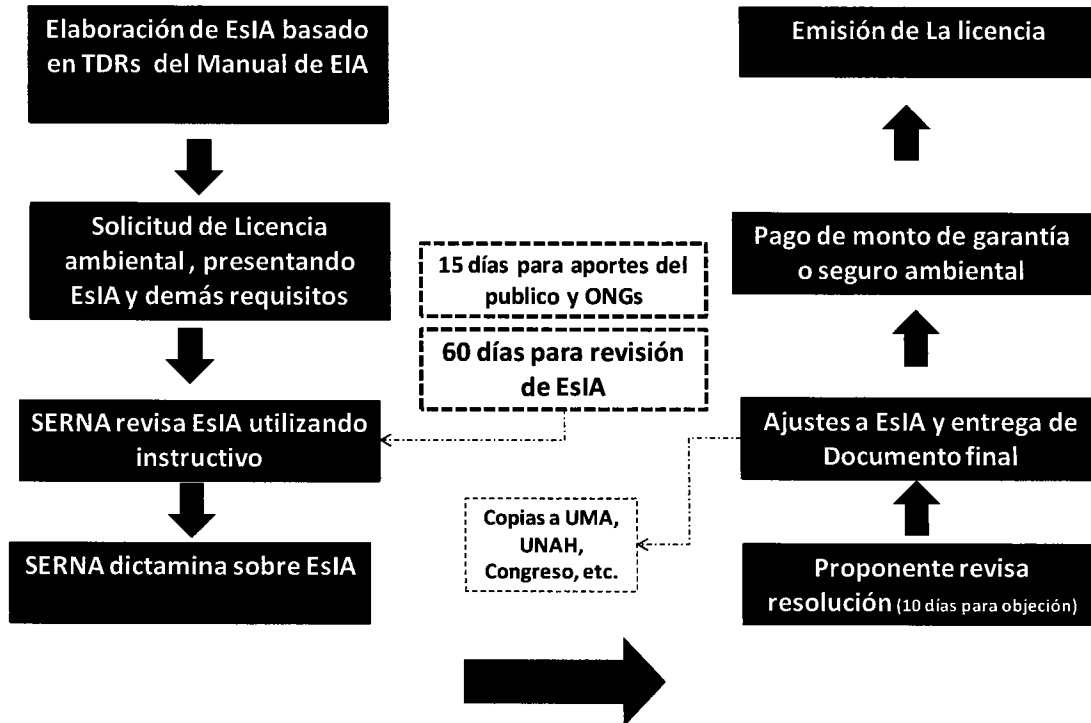 Elaboración de EsIA basado
en TDRs del Manual de EIA
Solicitud de Licencia
ambiental, presentando
EsIA y demás requisitos
SERNA revisa EsIA utilizando
instructivo
SERNA dictamina sobre EsIA
15 días para aportes del
publico y ONGs
60 días para revisión
de EsIA
Copias a UMA,
UNAH,
Congreso, etc.
Emisión de La licencia
Pago de monto de garantía
o seguro ambiental
Ajustes a EsIA y entrega de
Documento final
Proponente revisa
resolución (10 días para objeción)